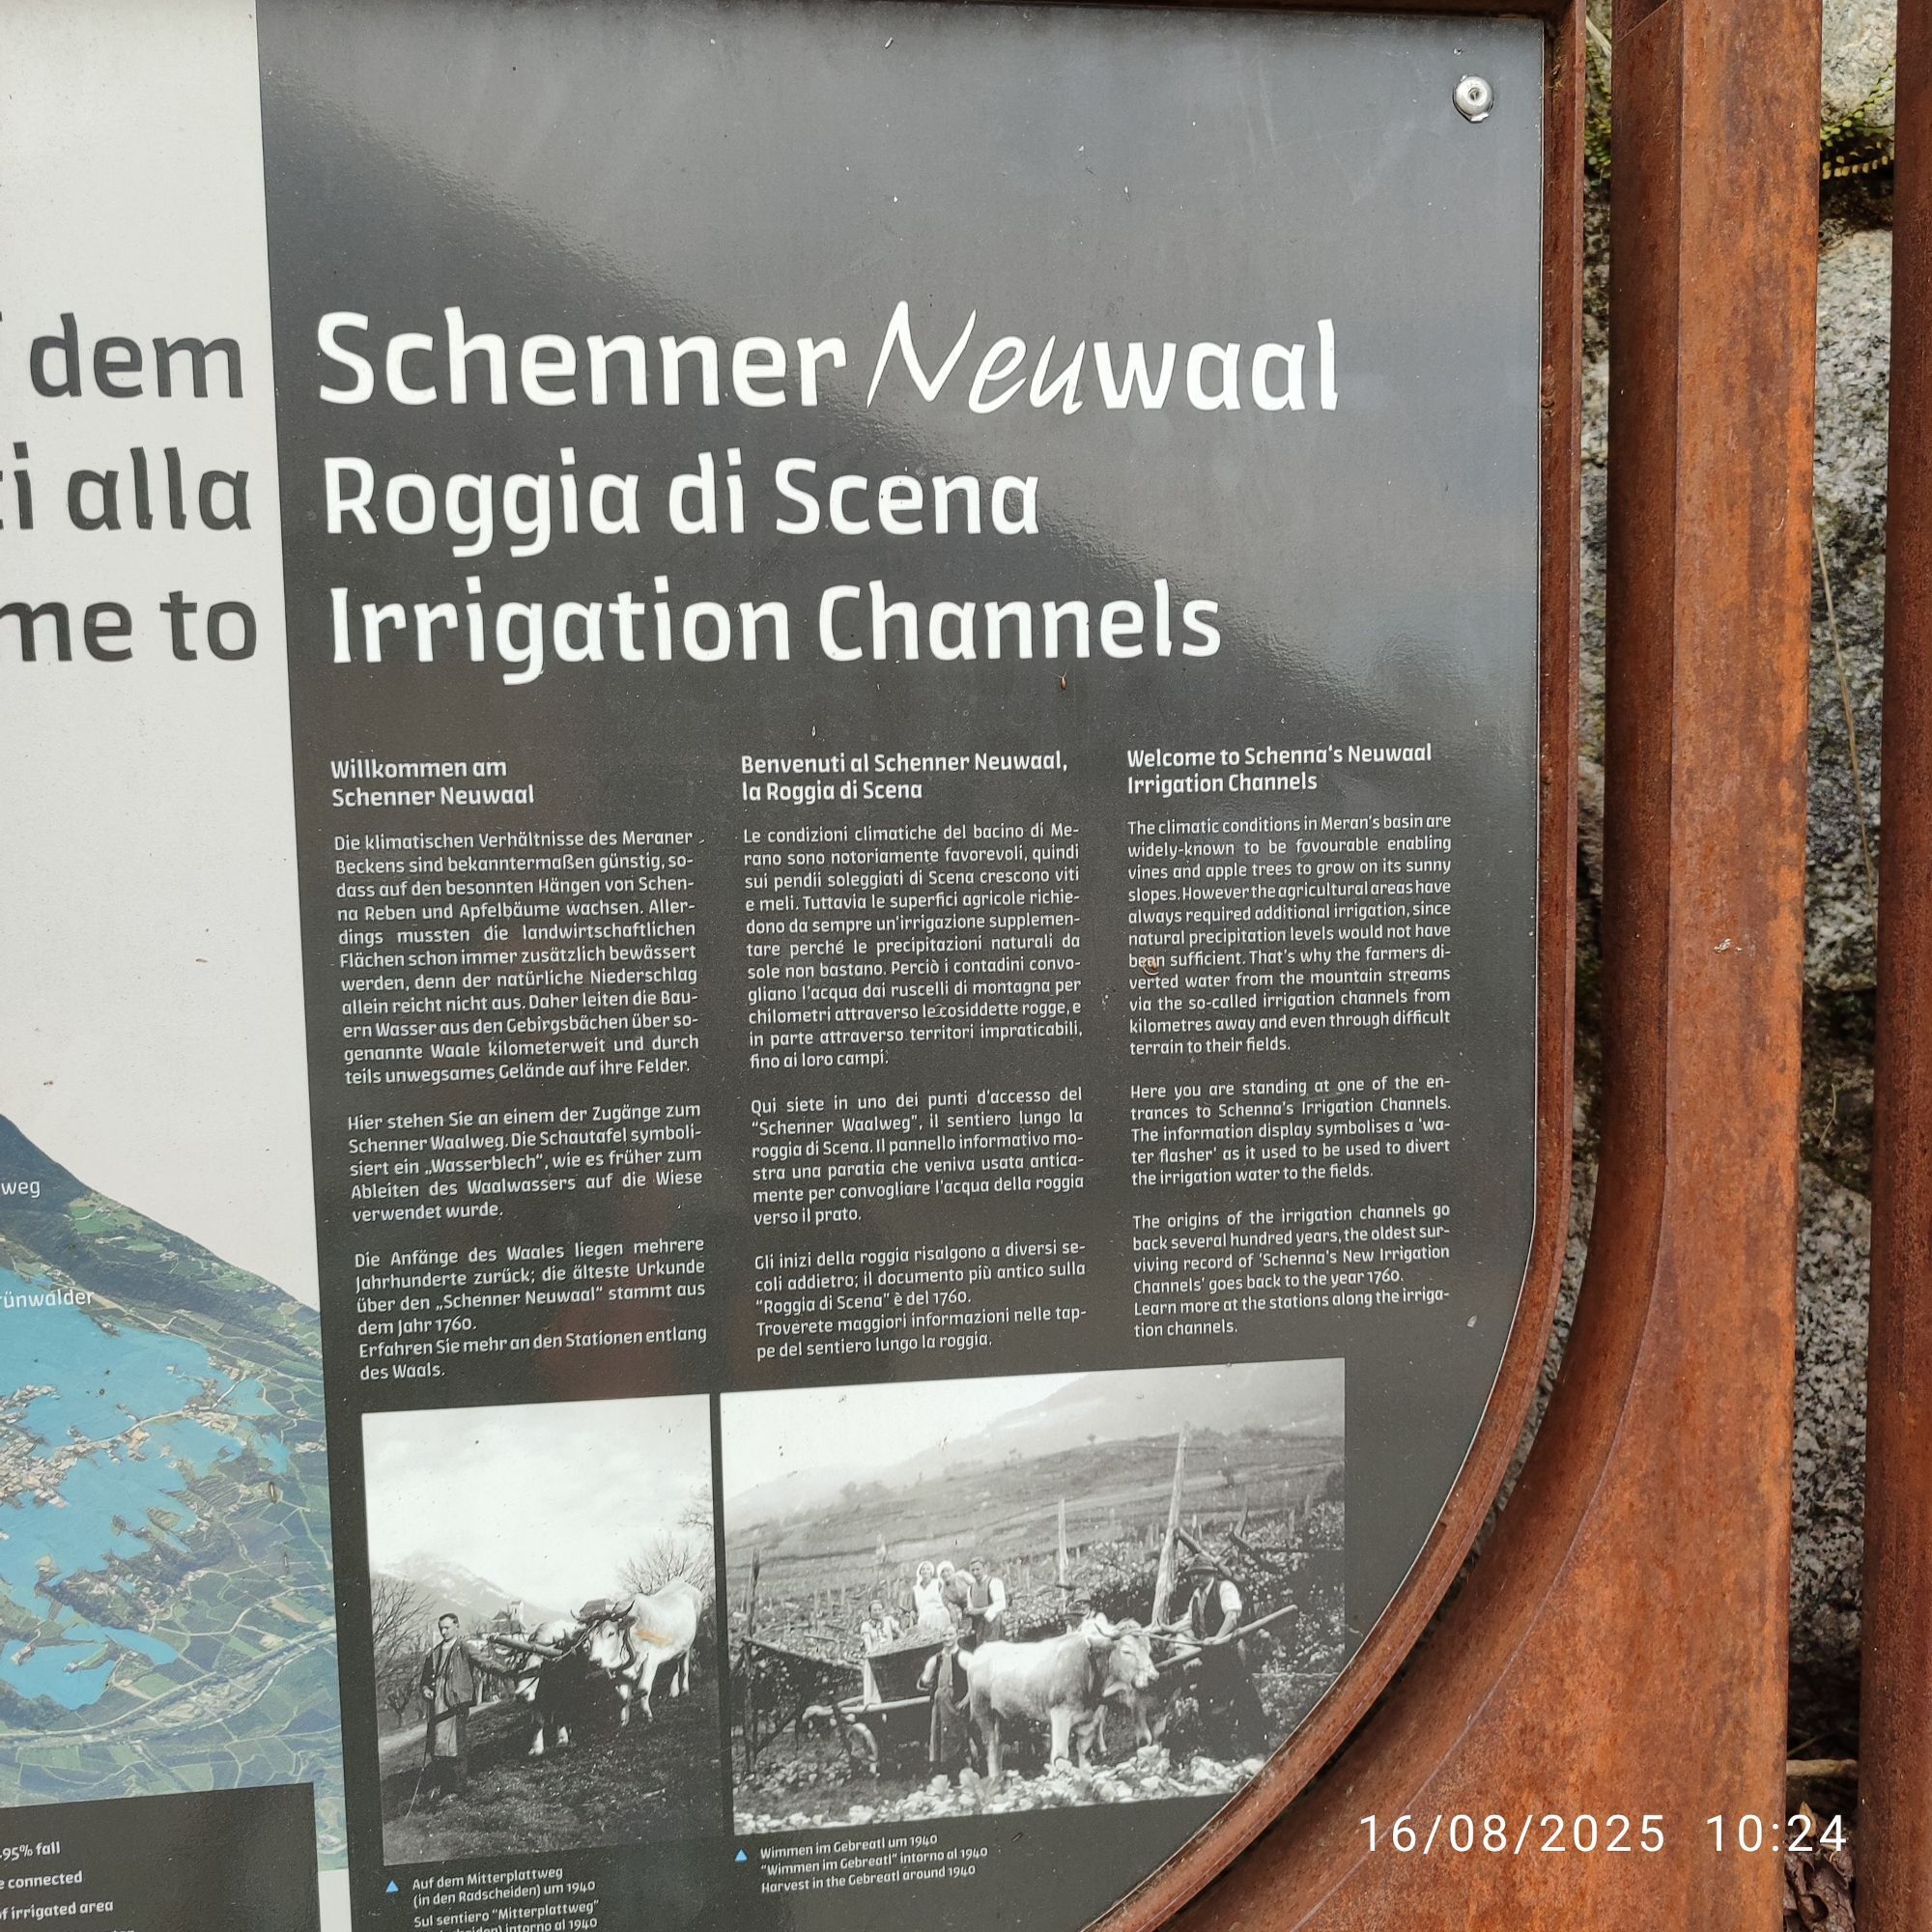 dem
ti alla
me to
Schenner Neuwaal
Roggia di Scena
Irrigation Channels
Willkommen am
Schenner Neuwaal
Die klimatischen Verhältnisse des Meraner
Beckens sind bekanntermaßen günstig, so-
dass auf den besonnten Hängen von Schen-
na Reben und Apfelbäume wachsen. Aller-
dings mussten die landwirtschaftlichen
Flächen schon immer zusätzlich bewässert
werden, denn der natürliche Niederschlag
allein reicht nicht aus. Daher leiten die Bau-
ern Wasser aus den Gebirgsbächen über so-
genannte Waale kilometerweit und durch
teils unwegsames Gelände auf ihre Felder.
Hier stehen Sie an einem der Zugänge zum
Schenner Waalweg. Die Schautafel symboli-
siert ein „Wasserblech“, wie es früher zum
Ableiten des Waalwassers auf die Wiese
verwendet wurde.
Die Anfänge des Waales liegen mehrere
Jahrhunderte zurück; die älteste Urkunde
über den „Schenner Neuwaal“ stammt aus
dem Jahr 1760.
Erfahren Sie mehr an den Stationen entlang
des Waals.
Benvenuti al Schenner Neuwaal,
la Roggia di Scena
Le condizioni climatiche del bacino di Me-
rano sono notoriamente favorevoli, quindi
sui pendii soleggiati di Scena crescono viti
e meli. Tuttavia le superfici agricole richie-
dono da sempre un'irrigazione supplemen-
tare perché le precipitazioni naturali da
sole non bastano. Perciò i contadini convo-
gliano l'acqua dai ruscelli di montagna per
chilometri attraverso le cosiddette rogge, e
in parte attraverso territori impraticabili,
fino ai loro campi.
Qui siete in uno dei punti d'accesso del
“Schenner Waalweg”, il sentiero lungo la
roggia di Scena. Il pannello informativo mo-
stra una paratia che veniva usata antica-
mente per convogliare l'acqua della roggia
verso il prato.
Gli inizi della roggia risalgono a diversi se-
coli addietro; il documento più antico sulla
“Roggia di Scena” è del 1760.
Troverete maggiori informazioni nelle tap-
pe del sentiero lungo la roggia.
Welcome to Schenna‘s Neuwaal
Irrigation Channels
The climatic conditions in Meran's basin are
widely-known to be favourable enabling
vines and apple trees to grow on its sunny
slopes. However the agricultural areas have
always required additional irrigation, since
natural precipitation levels would not have
been sufficient. That's why the farmers di-
verted water from the mountain streams
via the so-called irrigation channels from
kilometres away and even through difficult
terrain to their fields.
Here you are standing at one of the en-
trances to Schenna's Irrigation Channels.
The information display symbolises a 'wa-
ter flasher' as it used to be used to divert
the irrigation water to the fields.
The origins of the irrigation channels go
back several hundred years, the oldest sur-
viving record of 'Schenna's New Irrigation
Channels' goes back to the year 1760.
Learn more at the stations along the irriga-
tion channels.
weg
ünwalder
95% fall
connected
of irrigated area
Auf dem Mitterplattweg
(in den Radscheiden) um 1940
Sul sentiero “Mitterplattweg”
intorno al 1940
Wimmen im Gebreatl um 1940
“Wimmen im Gebreatl” intorno al 1940
Harvest in the Gebreatl around 1940
16/08/2025 10:24